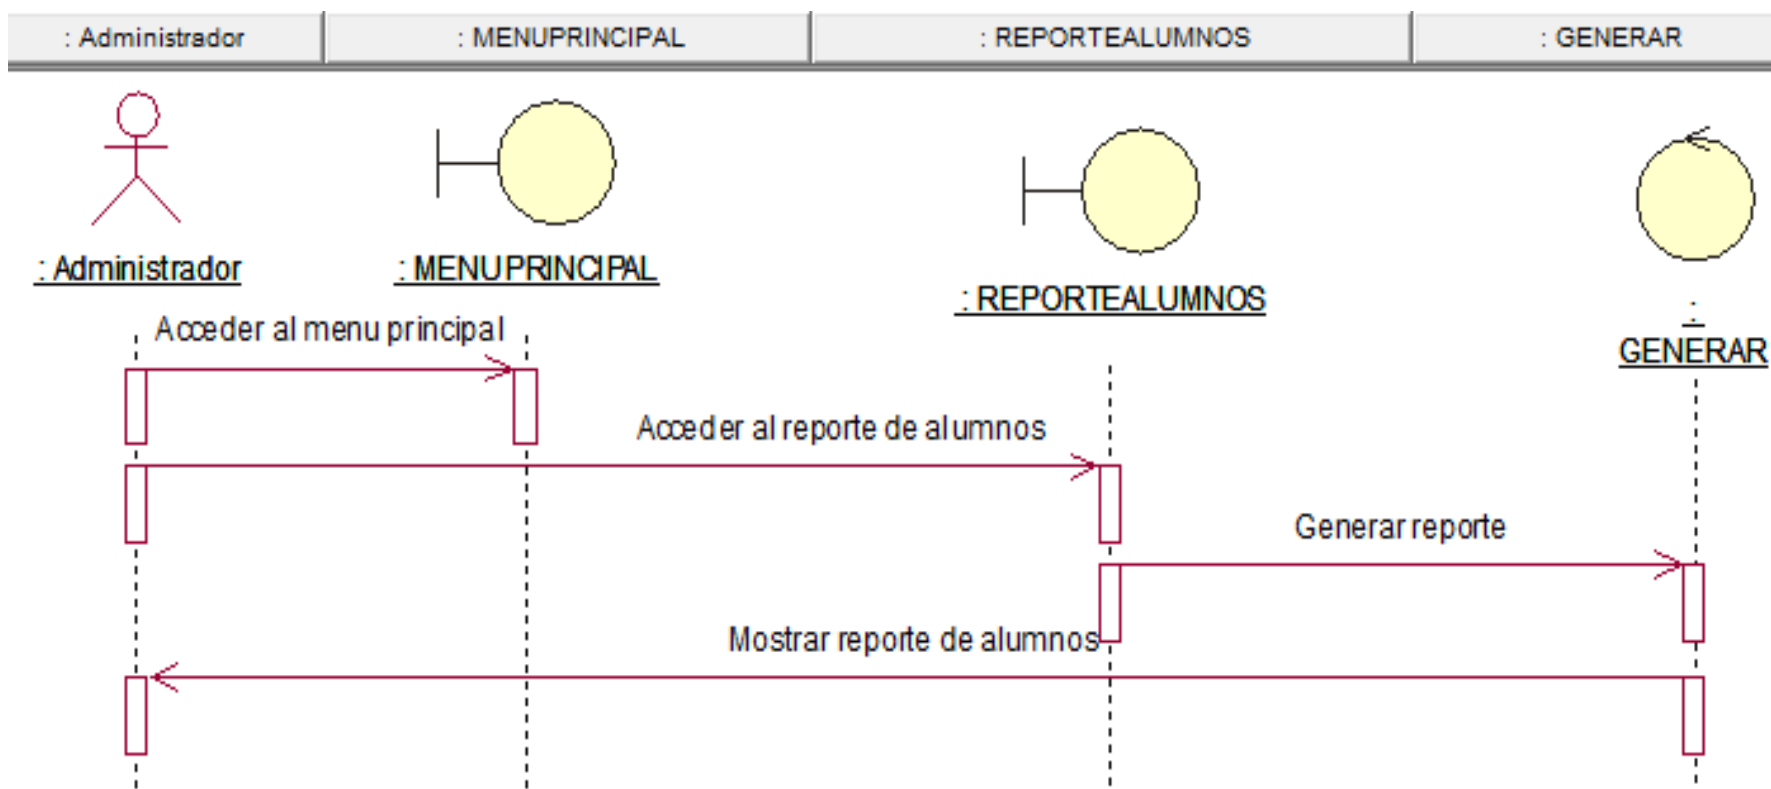 : Administrador
: MENUPRINCIPAL
: REPORTEALUMNOS
: GENERAR
: Administrador
: MENUPRINCIPAL
: REPORTEALUMNOS
:
GENERAR
Acceder al menu principal
Acceder al reporte de alumnos
Generar reporte
Mostrar reporte de alumnos